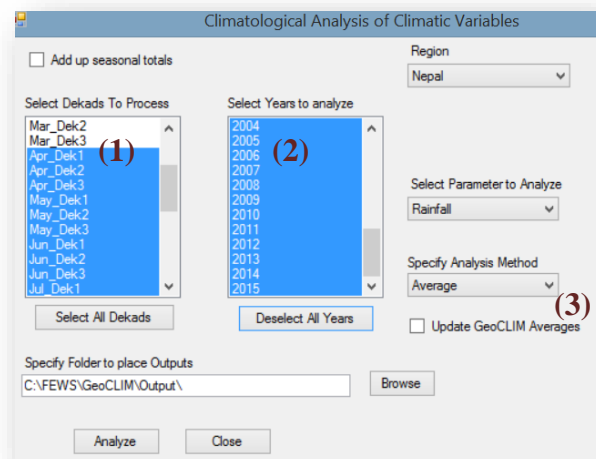 Climatological Analysis of Climatic Variables
Add up seasonal totals
Region
Nepal
Select Dekads To Process
Select Years to analyze
Mar_Dek2
Mar_Dek3
Apr_Dek1
Apr_Dek2
Apr_Dek3
May_Dek1
May_Dek2
May_Dek3
Jun_Dek1
Jun_Dek2
Jun_Dek3
Jul_Dek1
(1)
2004
2005
2006
2007
2008
2009
2010
2011
2012
2013
2014
2015
(2)
Select Parameter to Analyze
Rainfall
Specify Analysis Method
Average
(3)
Select All Dekads
Deselect All Years
Update GeoCLIM Averages
Specify Folder to place Outputs
C:\FEWS\GeoCLIM\Output\
Browse
Analyze
Close